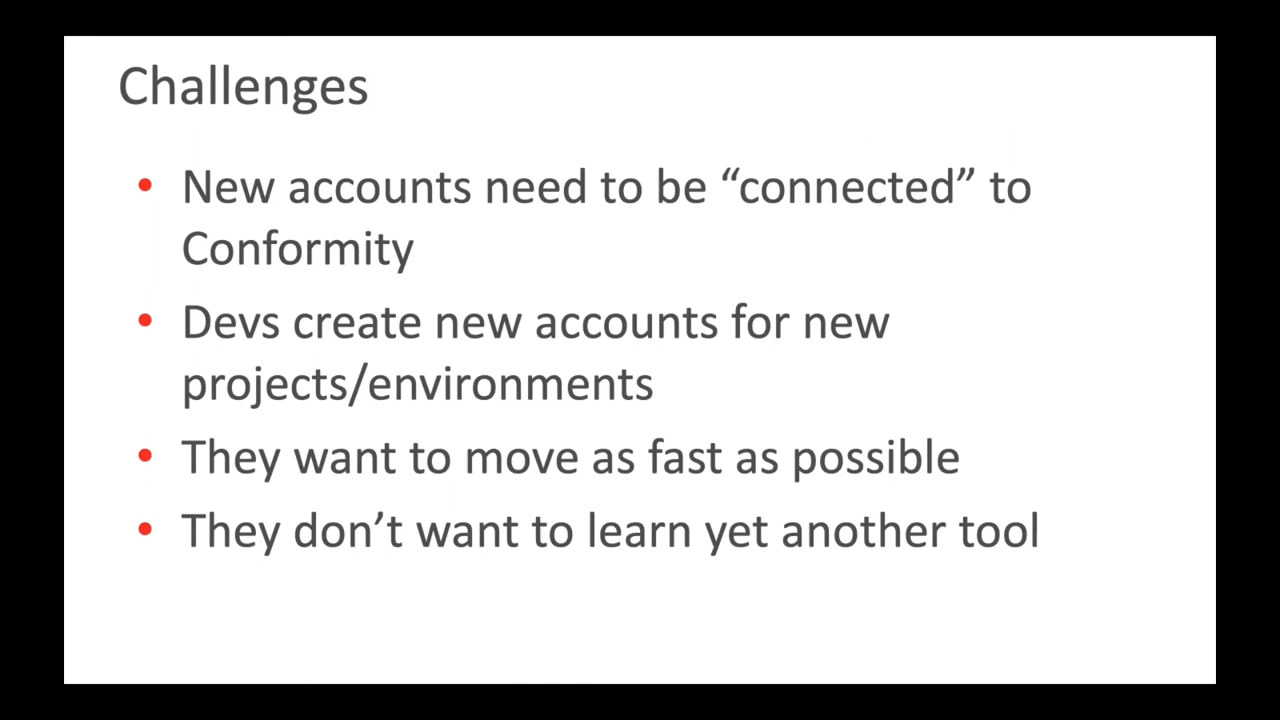 Challenges
• New accounts need to be “connected” to
Conformity
• Devs create new accounts for new
projects/environments
• They want to move as fast as possible
• They don’t want to learn yet another tool